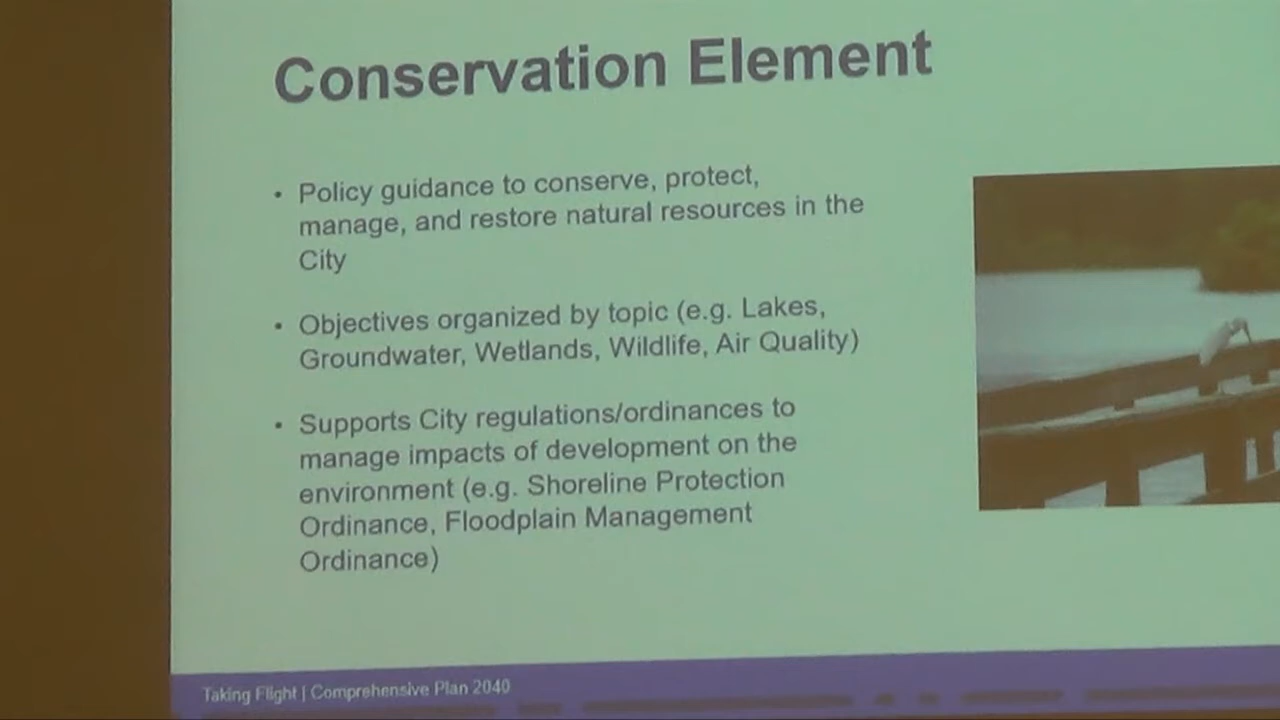 Conservation Element
• Policy guidance to conserve, protect,
manage, and restore natural resources in the
City
• Objectives organized by topic (e.g. Lakes,
Groundwater, Wetlands, Wildlife, Air Quality)
• Supports City regulations/ordinances to
manage impacts of development on the
environment (e.g. Shoreline Protection
Ordinance, Floodplain Management
Ordinance)
Taking Flight | Comprehensive Plan 2040